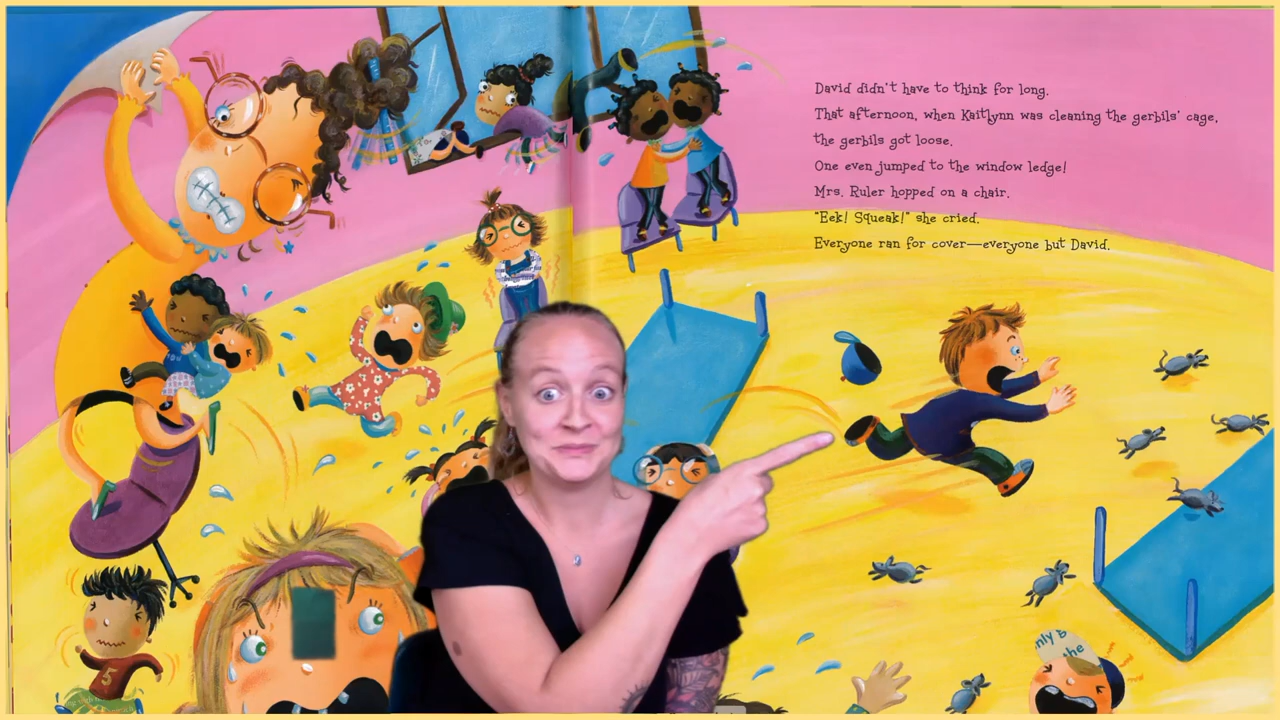 David didn't have to think for long.
That afternoon, when Kaitlynn was cleaning the gerbils' cage,
the gerbils got loose.
One even jumped to the window ledge!
Mrs. Ruler hopped on a chair.
"Eek! Squeak!" she cried.
Everyone ran for cover—everyone but David.
5
the